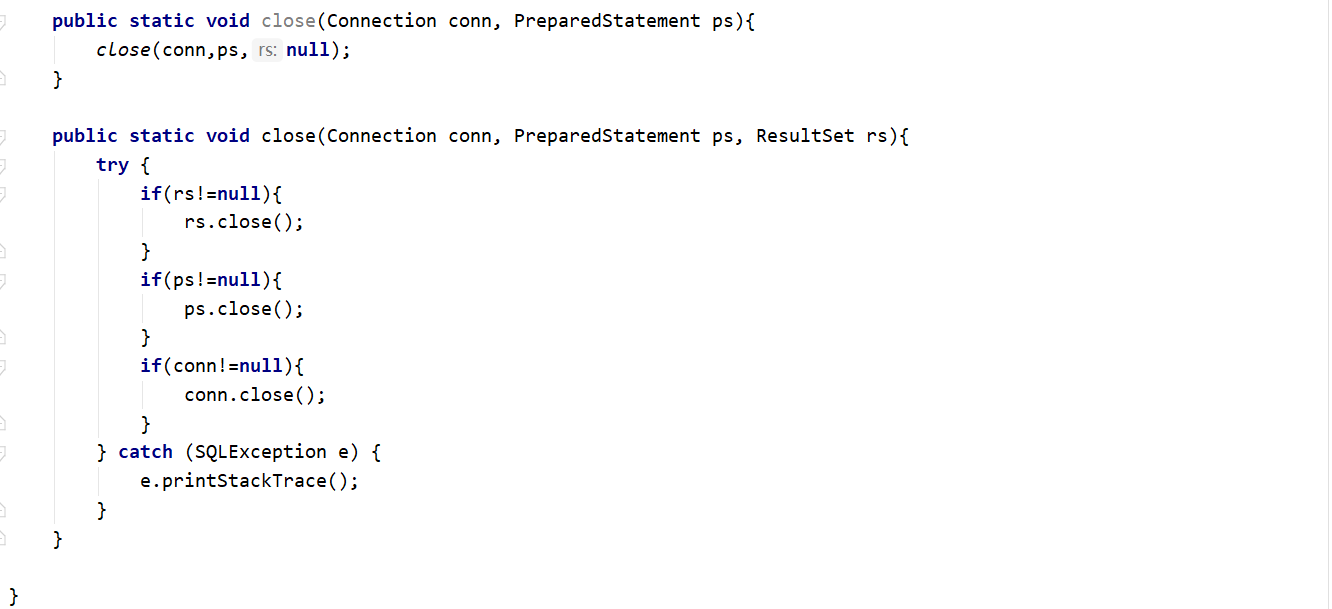 public static void close(Connection conn, PreparedStatement ps){
close(conn,ps, rs: null);
}
public static void close(Connection conn, PreparedStatement ps, ResultSet rs){
try {
if(rs!=null){
rs.close();
}
if(ps!=null){
ps.close();
}
if(conn!=null){
conn.close();
}
} catch (SQLException e) {
e.printStackTrace();
}
}
}